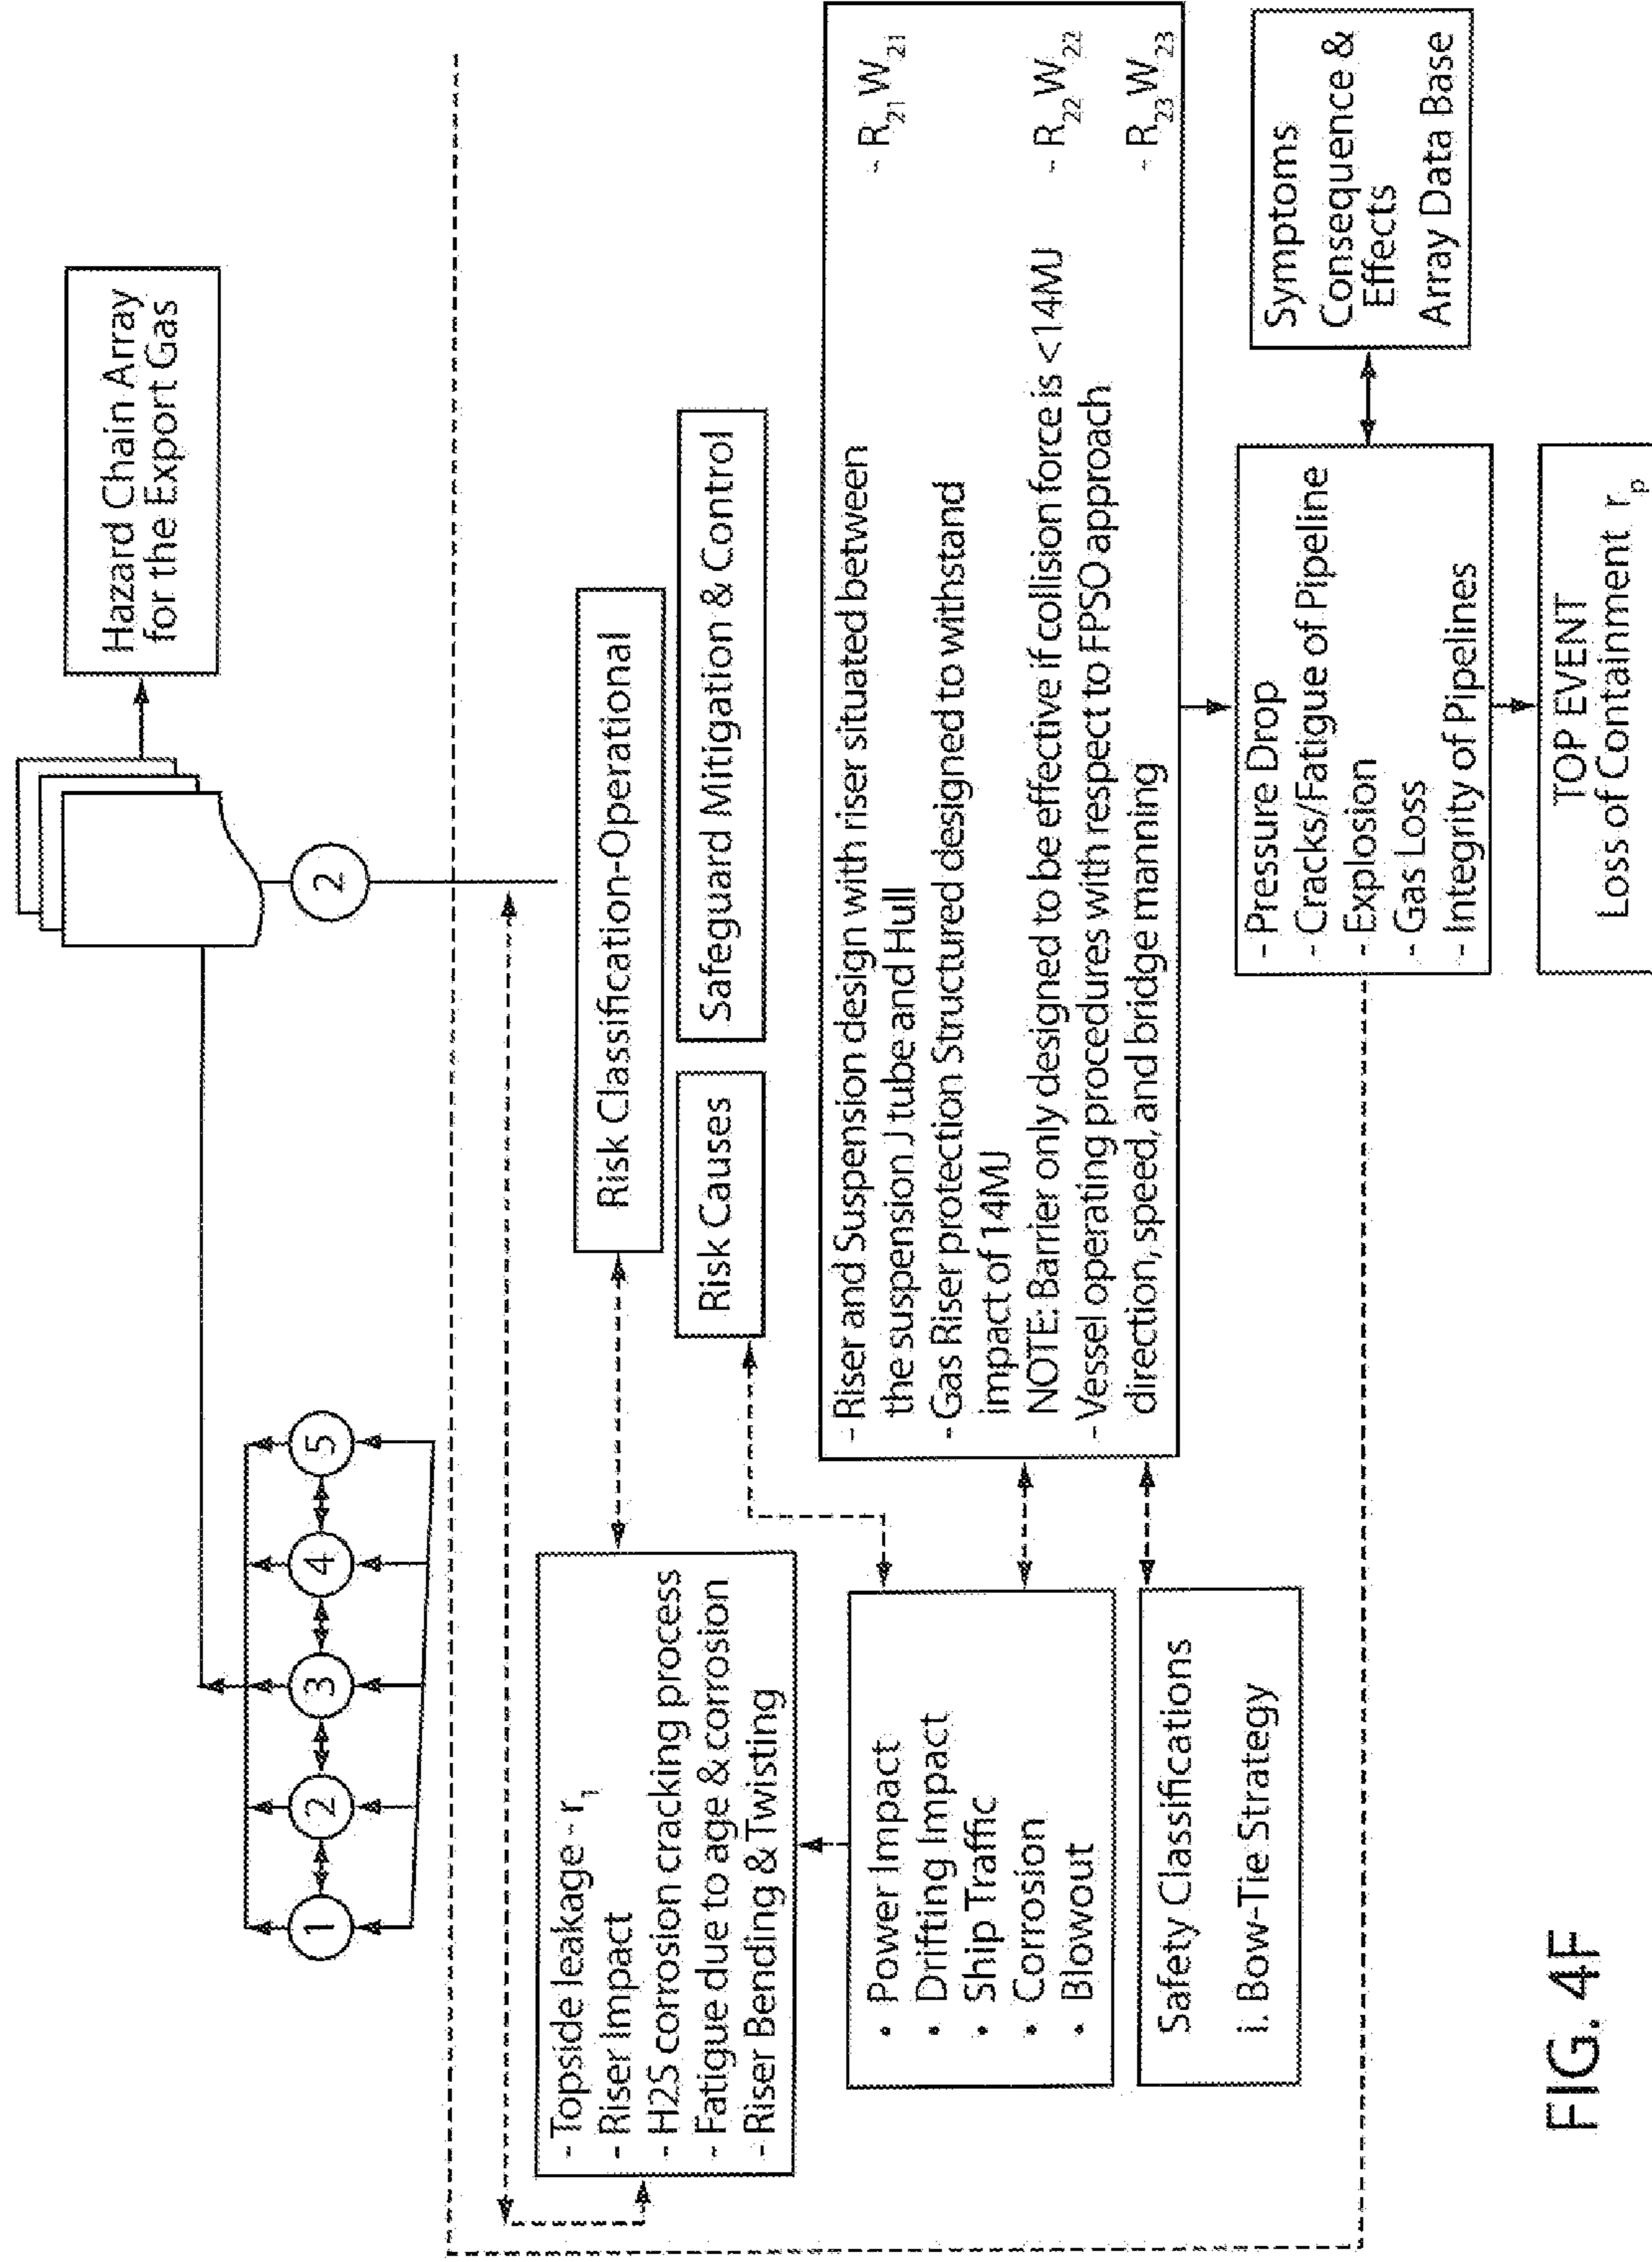 Hazard Chain Array
for the Export Gas
1
2
3
4
5
2
Risk Classification-Operational
Risk Causes
Safeguard Mitigation & Control
- Topside leakage - r₁
- Riser Impact
- H2S corrosion cracking process
- Fatigue due to age & corrosion
- Riser Bending & Twisting
• Power Impact
• Drifting Impact
• Ship Traffic
• Corrosion
• Blowout
Safety Classifications
i. Bow-Tie Strategy
- Riser and Suspension design with riser situated between - R₂₁W₂₁
the suspension J tube and Hull
- Gas Riser protection Structured designed to withstand
impact of 14MJ
NOTE: Barrier only designed to be effective if collision force is <14MJ - R₂₂W₂₂
- Vessel operating procedures with respect to FPSO approach
direction, speed, and bridge manning - R₂₃W₂₃
- Pressure Drop
- Cracks/Fatigue of Pipeline
- Explosion
- Gas Loss
- Integrity of Pipelines
Symptoms
Consequence &
Effects
Array Data Base
TOP EVENT
Loss of Containment rₚ
FIG. 4F